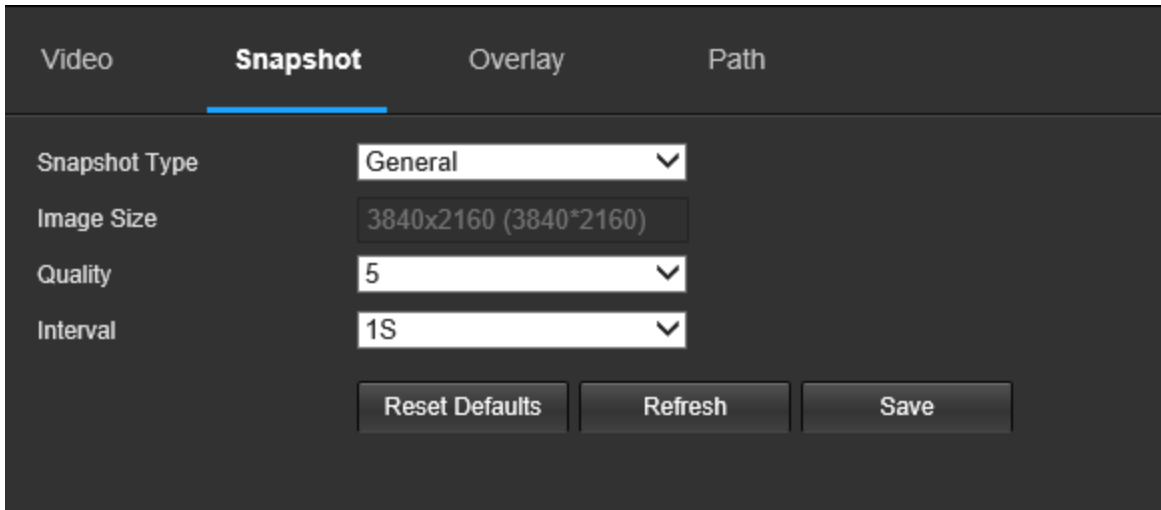 Video Snapshot Overlay Path
Snapshot Type General
Image Size 3840x2160 (3840*2160)
Quality 5
Interval 1S
Reset Defaults Refresh Save